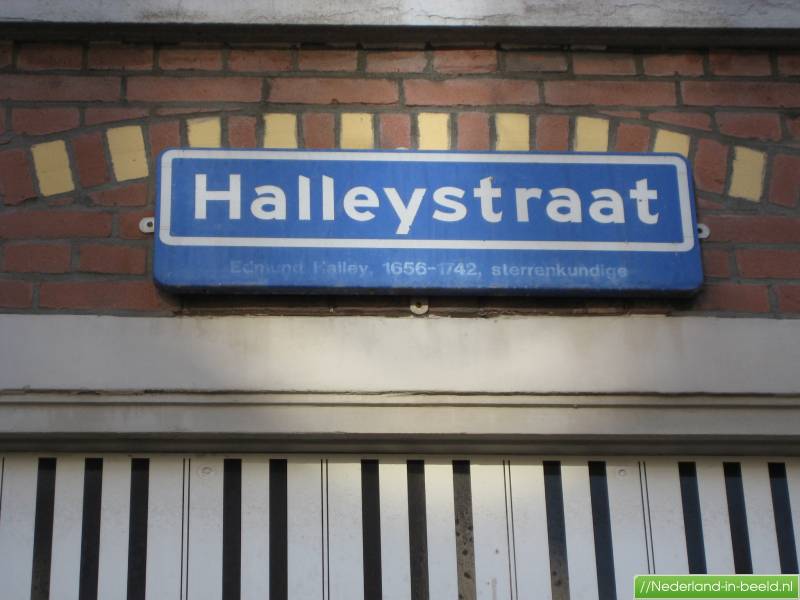 Halleystraat
Edmund Halley, 1656-1742, sterrenkundige
//Nederland-in-beeld.nl